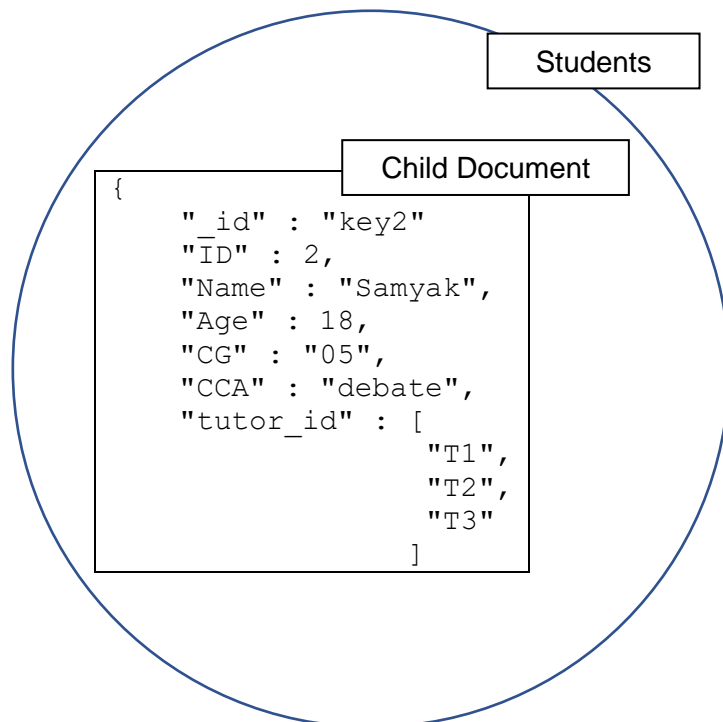 Students
Child Document
{
"_id" : "key2"
"ID" : 2,
"Name" : "Samyak",
"Age" : 18,
"CG" : "05",
"CCA" : "debate",
"tutor_id" : [
"T1",
"T2",
"T3"
]